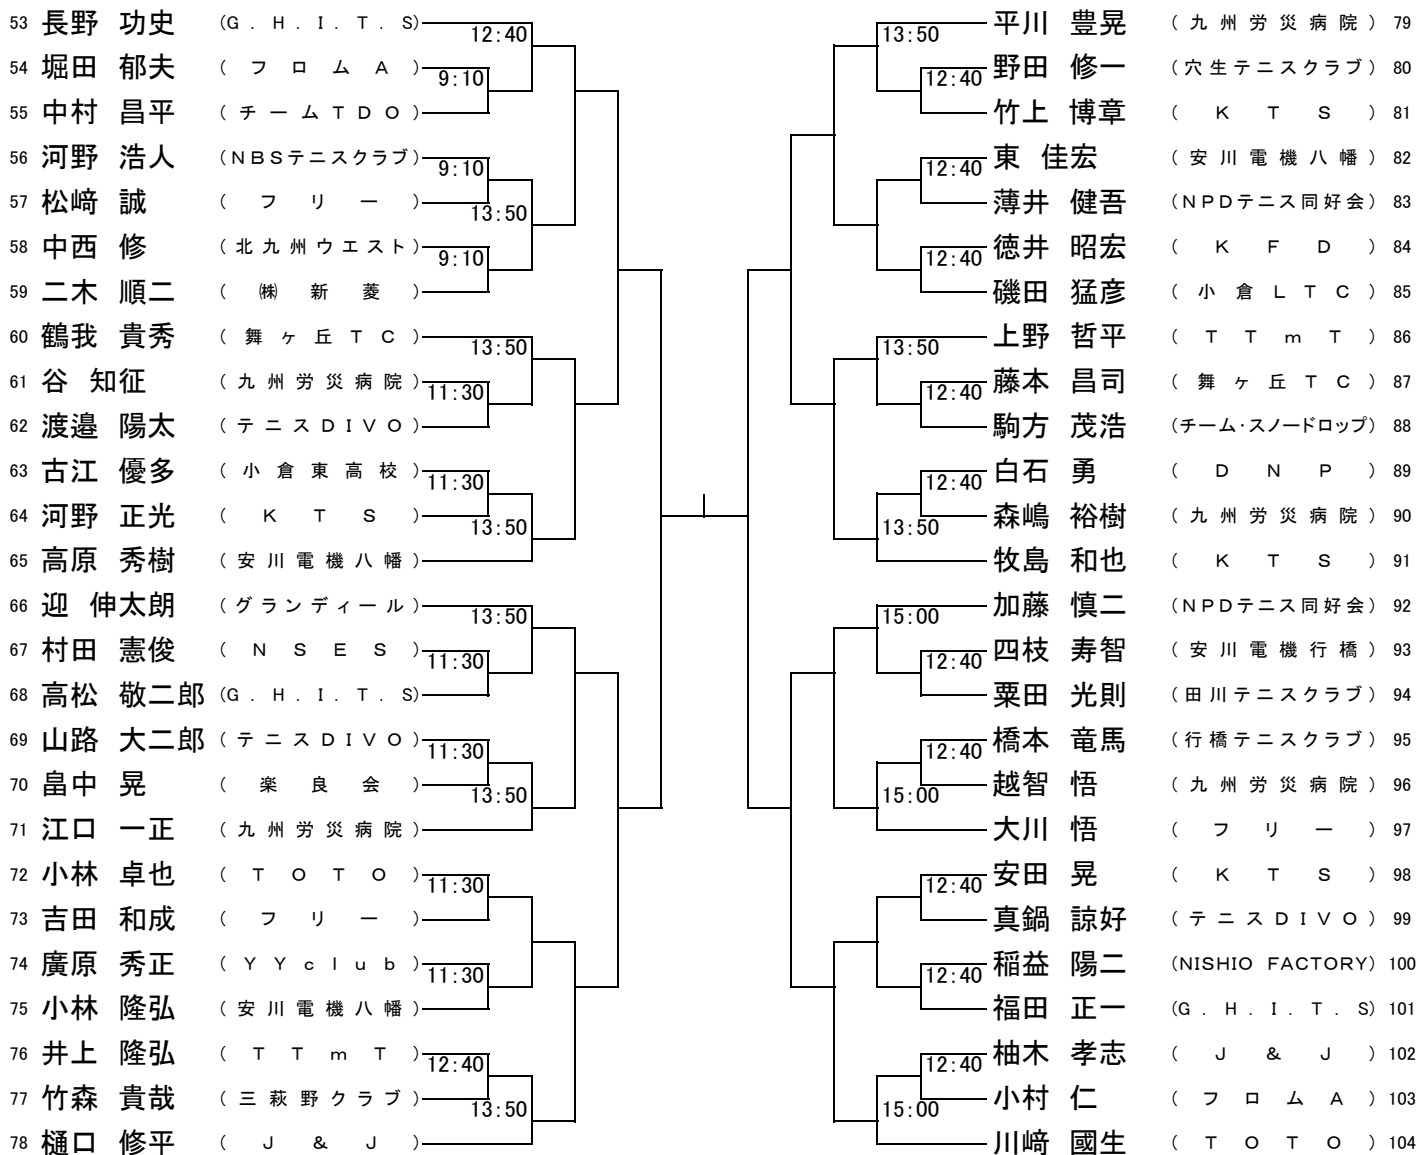 53 長野 功史 (G.H.I.T.S) 12:40
54 堀田 郁夫 (フロムA) 9:10
55 中村 昌平 (チームTDO)
56 河野 浩人 (NBSテニスクラブ) 9:10
57 松﨑 誠 (フリー) 13:50
58 中西 修 (北九州ウエスト) 9:10
59 二木 順二 (㈱新菱)
60 鶴我 貴秀 (舞ヶ丘TC) 13:50
61 谷 知征 (九州労災病院) 11:30
62 渡邉 陽太 (テニスDIVO)
63 古江 優多 (小倉東高校) 11:30
64 河野 正光 (KTS) 13:50
65 高原 秀樹 (安川電機八幡)
66 迎 伸太朗 (グランディール) 13:50
67 村田 憲俊 (NSES) 11:30
68 高松 敬二郎 (G.H.I.T.S)
69 山路 大二郎 (テニスDIVO) 11:30
70 畠中 晃 (楽良会) 13:50
71 江口 一正 (九州労災病院)
72 小林 卓也 (TOTO) 11:30
73 吉田 和成 (フリー)
74 廣原 秀正 (YYclub) 11:30
75 小林 隆弘 (安川電機八幡)
76 井上 隆弘 (TTmT) 12:40
77 竹森 貴哉 (三萩野クラブ) 13:50
78 樋口 修平 (J&J)
13:50 平川 豊晃 (九州労災病院) 79
12:40 野田 修一 (穴生テニスクラブ) 80
竹上 博章 (KTS) 81
12:40 東 佳宏 (安川電機八幡) 82
薄井 健吾 (NPDテニス同好会) 83
12:40 徳井 昭宏 (KFD) 84
磯田 猛彦 (小倉LTC) 85
13:50 上野 哲平 (TTmT) 86
12:40 藤本 昌司 (舞ヶ丘TC) 87
駒方 茂浩 (チーム・スノードロップ) 88
12:40 白石 勇 (DNP) 89
13:50 森嶋 裕樹 (九州労災病院) 90
牧島 和也 (KTS) 91
15:00 加藤 慎二 (NPDテニス同好会) 92
12:40 四枝 寿智 (安川電機行橋) 93
粟田 光則 (田川テニスクラブ) 94
12:40 橋本 竜馬 (行橋テニスクラブ) 95
15:00 越智 悟 (九州労災病院) 96
大川 悟 (フリー) 97
12:40 安田 晃 (KTS) 98
真鍋 諒好 (テニスDIVO) 99
12:40 稲益 陽二 (NISHIO FACTORY) 100
福田 正一 (G.H.I.T.S) 101
12:40 柚木 孝志 (J&J) 102
15:00 小村 仁 (フロムA) 103
川﨑 國生 (TOTO) 104